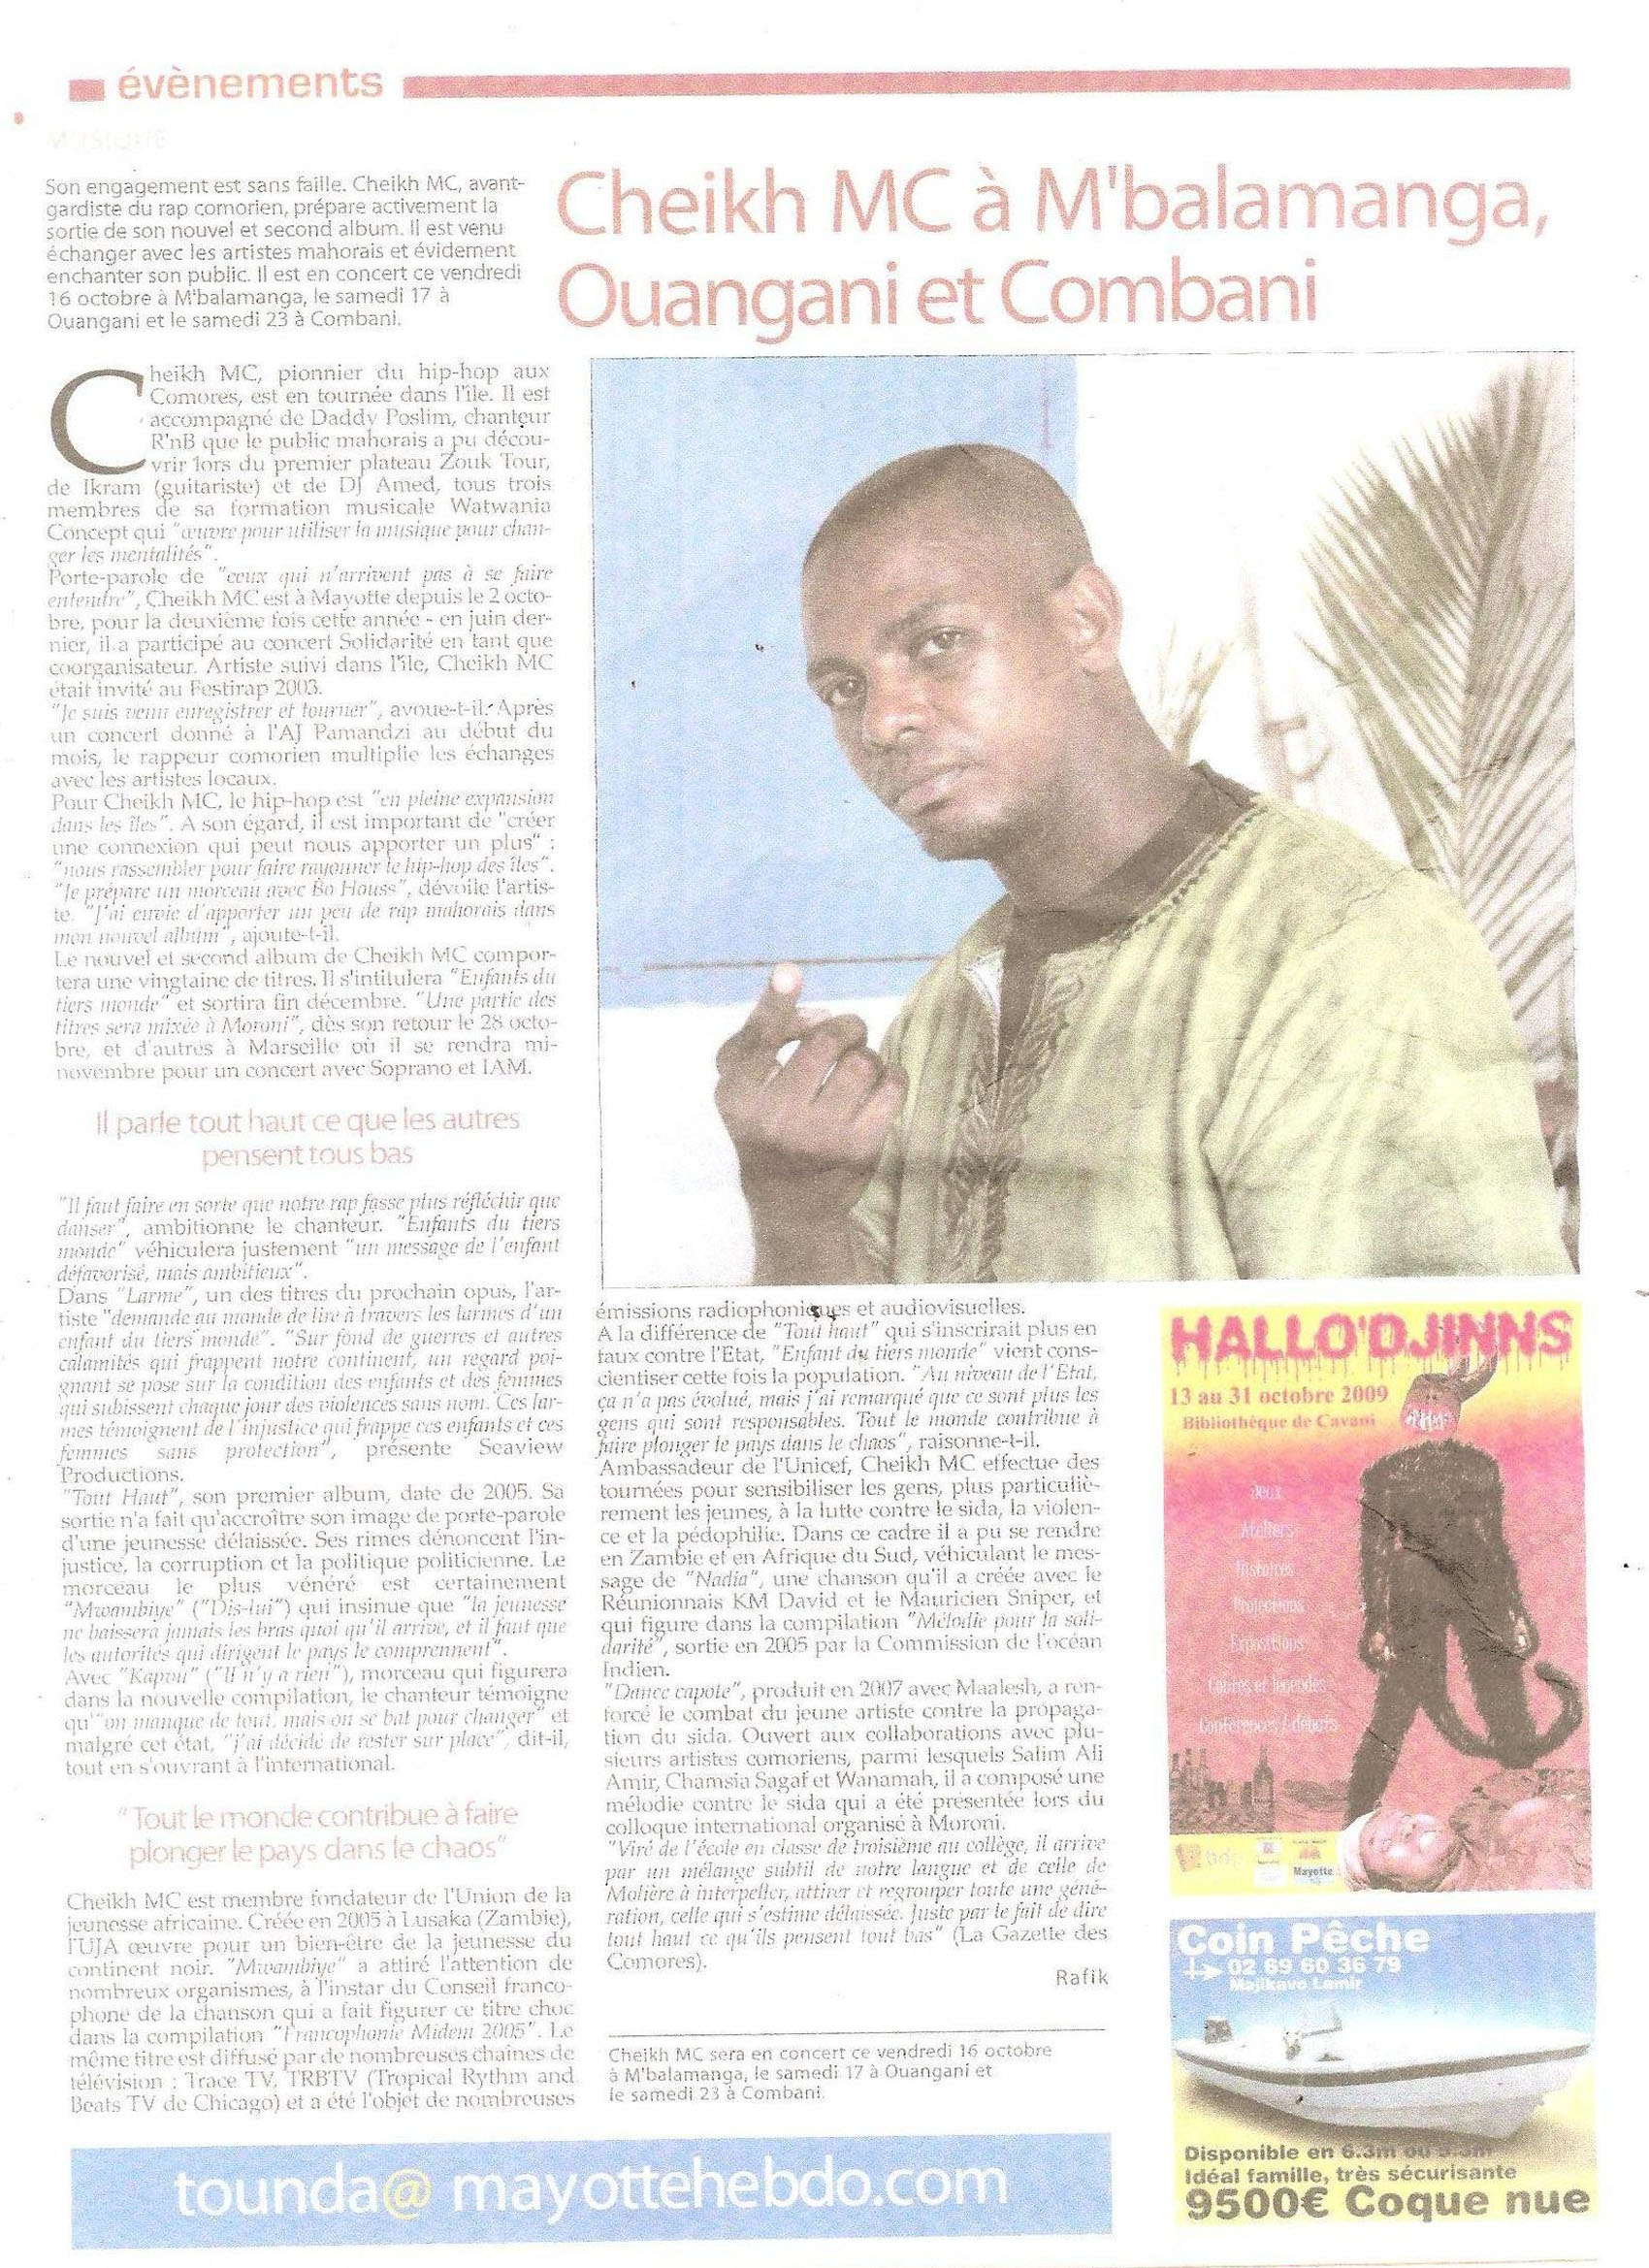 évènements
MUSIQUE
Son engagement est sans faille. Cheikh MC, avant-
gardiste du rap comorien, prépare activement la
sortie de son nouvel et second album. Il est venu
échanger avec les artistes mahorais et évidement
enchanter son public. Il est en concert ce vendredi
16 octobre à M'balamanga, le samedi 17 à
Ouangani et le samedi 23 à Combani.
Cheikh MC à M'balamanga,
Ouangani et Combani
Cheikh MC, pionnier du hip-hop aux
Comores, est en tournée dans l'île. Il est
accompagné de Daddy Poslim, chanteur
R'nB que le public mahorais a pu décou-
vrir lors du premier plateau Zouk Tour,
de Ikram (guitariste) et de DJ Amed, tous trois
membres de sa formation musicale Watwania
Concept qui "œuvre pour utiliser la musique pour chan-
ger les mentalités".
Porte-parole de "ceux qui n'arrivent pas à se faire
entendre", Cheikh MC est à Mayotte depuis le 2 octo-
bre, pour la deuxième fois cette année - en juin der-
nier, il a participé au concert Solidarité en tant que
coorganisateur. Artiste suivi dans l'île, Cheikh MC
était invité au Festirap 2003.
"Je suis venu enregistrer et tourner", avoue-t-il. Après
un concert donné à l'AJ Pamandzi au début du
mois, le rappeur comorien multiplie les échanges
avec les artistes locaux.
Pour Cheikh MC, le hip-hop est "en pleine expansion
dans les îles". A son égard, il est important de "créer
une connexion qui peut nous apporter un plus" :
"nous rassembler pour faire rayonner le hip-hop des îles".
"Je prépare un morceau avec Bo Houss", dévoile l'artis-
te. "J'ai envie d'apporter un peu de rap mahorais dans
mon nouvel album", ajoute-t-il.
Le nouvel et second album de Cheikh MC compor-
tera une vingtaine de titres. Il s'intitulera "Enfants du
tiers monde" et sortira fin décembre. "Une partie des
titres sera mixée à Moroni", dès son retour le 28 octo-
bre, et d'autres à Marseille où il se rendra mi-
novembre pour un concert avec Soprano et IAM.
Il parle tout haut ce que les autres
pensent tous bas
"Il faut faire en sorte que notre rap fasse plus réfléchir que
danser", ambitionne le chanteur. "Enfants du tiers
monde" véhiculera justement "un message de l'enfant
défavorisé, mais ambitieux".
Dans "Larme", un des titres du prochain opus, l'ar-
tiste "demande au monde de lire à travers les larmes d'un
enfant du tiers monde". "Sur fond de guerres et autres
calamités qui frappent notre continent, un regard poi-
gnant se pose sur la condition des enfants et des femmes
qui subissent chaque jour des violences sans nom. Ces lar-
mes témoignent de l'injustice qui frappe ces enfants et ces
femmes sans protection", présente Seaview
Productions.
"Tout Haut", son premier album, date de 2005. Sa
sortie n'a fait qu'accroître son image de porte-parole
d'une jeunesse délaissée. Ses rimes dénoncent l'in-
justice, la corruption et la politique politicienne. Le
morceau le plus vénéré est certainement
"Mwambiye" ("Dis-lui") qui insinue que "la jeunesse
ne baissera jamais les bras quoi qu'il arrive, et il faut que
les autorités qui dirigent le pays le comprennent".
Avec "Kapvu" ("Il n'y a rien"), morceau qui figurera
dans la nouvelle compilation, le chanteur témoigne
qu'"on manque de tout, mais on se bat pour changer" et
malgré cet état, "j'ai décidé de rester sur place", dit-il,
tout en s'ouvrant à l'international.
"Tout le monde contribue à faire
plonger le pays dans le chaos"
Cheikh MC est membre fondateur de l'Union de la
jeunesse africaine. Créée en 2005 à Lusaka (Zambie),
l'UJA œuvre pour un bien-être de la jeunesse du
continent noir. "Mwambiye" a attiré l'attention de
nombreux organismes, à l'instar du Conseil franco-
phone de la chanson qui a fait figurer ce titre choc
dans la compilation "Francophonie Midem 2005". Le
même titre est diffusé par de nombreuses chaines de
télévision : Trace TV, TRBTV (Tropical Rythm and
Beats TV de Chicago) et a été l'objet de nombreuses
émissions radiophoniques et audiovisuelles.
A la différence de "Tout haut" qui s'inscrirait plus en
faux contre l'Etat, "Enfant du tiers monde" vient cons-
cientiser cette fois la population. "Au niveau de l'Etat,
ça n'a pas évolué, mais j'ai remarqué que ce sont plus les
gens qui sont responsables. Tout le monde contribue à
faire plonger le pays dans le chaos", raisonne-t-il.
Ambassadeur de l'Unicef, Cheikh MC effectue des
tournées pour sensibiliser les gens, plus particuliè-
rement les jeunes, à la lutte contre le sida, la violen-
ce et la pédophilie. Dans ce cadre il a pu se rendre
en Zambie et en Afrique du Sud, véhiculant le mes-
sage de "Nadia", une chanson qu'il a créée avec le
Réunionnais KM David et le Mauricien Sniper, et
qui figure dans la compilation "Mélodie pour la soli-
darité", sortie en 2005 par la Commission de l'océan
Indien.
"Dance capote", produit en 2007 avec Maalesh, a ren-
forcé le combat du jeune artiste contre la propaga-
tion du sida. Ouvert aux collaborations avec plu-
sieurs artistes comoriens, parmi lesquels Salim Ali
Amir, Chamsia Sagaf et Wanamah, il a composé une
mélodie contre le sida qui a été présentée lors du
colloque international organisé à Moroni.
"Viré de l'école en classe de troisième au collège, il arrive
par un mélange subtil de notre langue et de celle de
Molière à interpeller, attirer et regrouper toute une géné-
ration, celle qui s'estime délaissée. Juste par le fait de dire
tout haut ce qu'ils pensent tout bas" (La Gazette des
Comores).
Rafik
Cheikh MC sera en concert ce vendredi 16 octobre
à M'balamanga, le samedi 17 à Ouangani et
le samedi 23 à Combani.
HALLO'DJINNS
13 au 31 octobre 2009
Bibliothèque de Cavani
Jeux
Ateliers
Histoires
Projections
Expositions
Contes et légendes
Conférences / débats
bdp
Mayotte
Coin Pêche
02 69 60 36 79
Majikavo Lamir
Disponible en 6.3m ou 5.3m
Idéal famille, très sécurisante
9500€ Coque nue
tounda@mayottehebdo.com